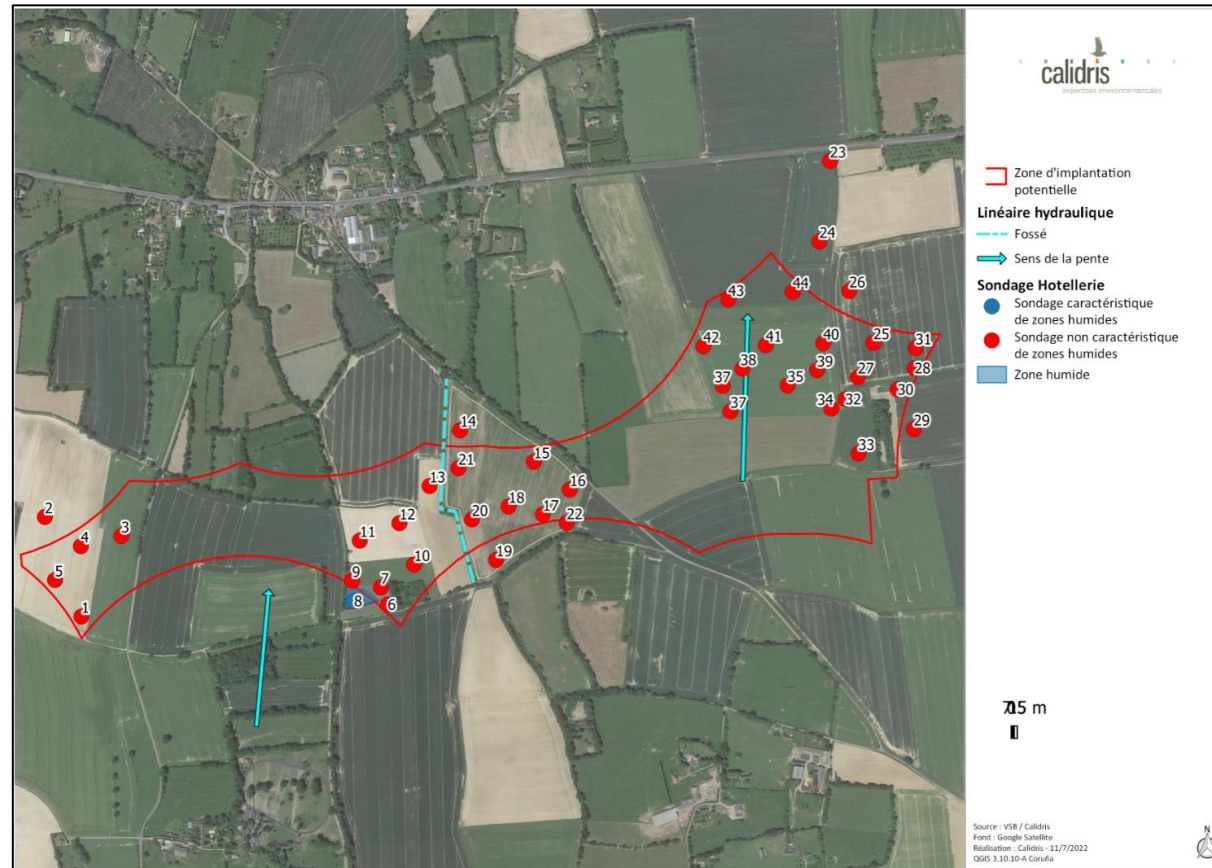 calidris
expertises environnementales
Zone d'implantation
potentielle
Linéaire hydraulique
Fossé
Sens de la pente
Sondage Hotellerie
Sondage caractéristique
de zones humides
Sondage non caractéristique
de zones humides
Zone humide
m
Source : VSB / Calidris
Fond : Google Satellite
Réalisation : Calidris - 11/7/2022
QGIS 3.10.10-A Coruña
N
23
24
26
44
43
25
31
40
41
42
28
39
38
27
37
35
30
32
34
37
29
33
14
15
21
13
16
18
17
20
22
12
11
19
10
9
7
8
6
2
3
4
5
1